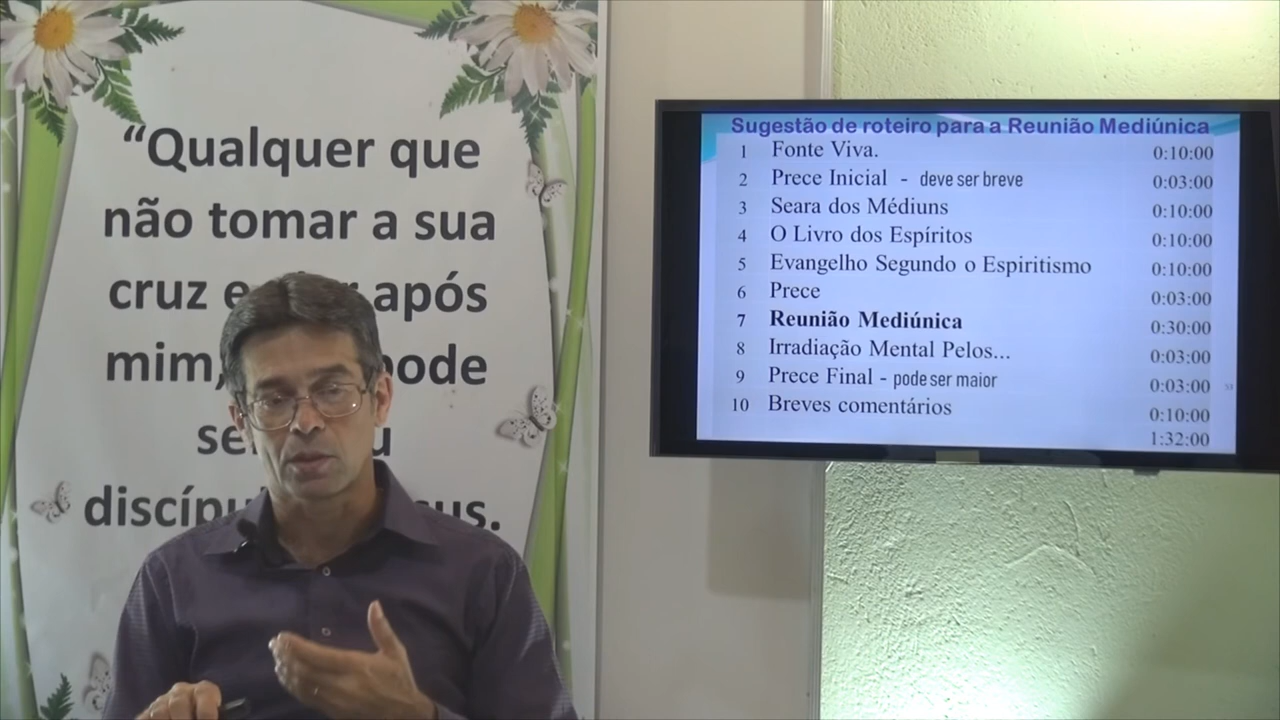 “Qualquer que
não tomar a sua
cruz e após
mim,
discípu
Sugestão de roteiro para a Reunião Mediúnica
1 Fonte Viva. 0:10:00
2 Prece Inicial - deve ser breve 0:03:00
3 Seara dos Médiuns 0:10:00
4 O Livro dos Espíritos 0:10:00
5 Evangelho Segundo o Espiritismo 0:10:00
6 Prece 0:03:00
7 Reunião Mediúnica 0:30:00
8 Irradiação Mental Pelos... 0:03:00
9 Prece Final - pode ser maior 0:03:00
10 Breves comentários 0:10:00
1:32:00